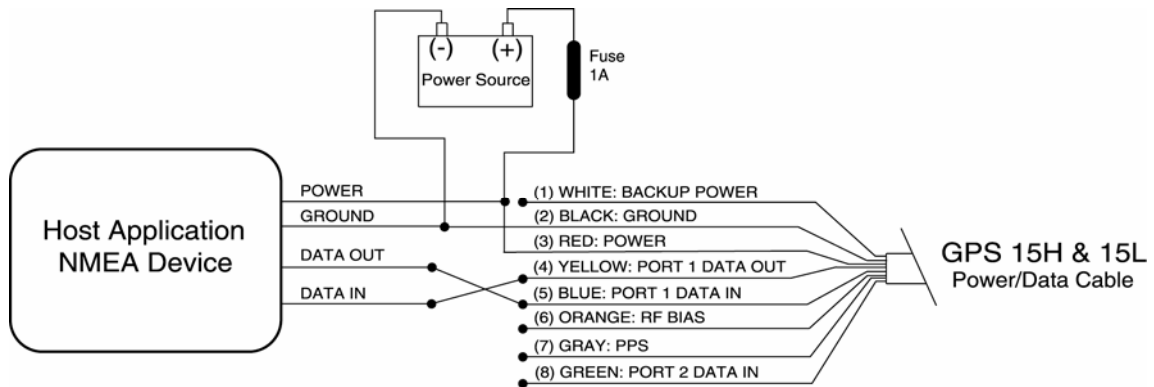 (-) (+)
Power Source
Fuse
1A
Host Application
NMEA Device
POWER
GROUND
DATA OUT
DATA IN
(1) WHITE: BACKUP POWER
(2) BLACK: GROUND
(3) RED: POWER
(4) YELLOW: PORT 1 DATA OUT
(5) BLUE: PORT 1 DATA IN
(6) ORANGE: RF BIAS
(7) GRAY: PPS
(8) GREEN: PORT 2 DATA IN
GPS 15H & 15L
Power/Data Cable